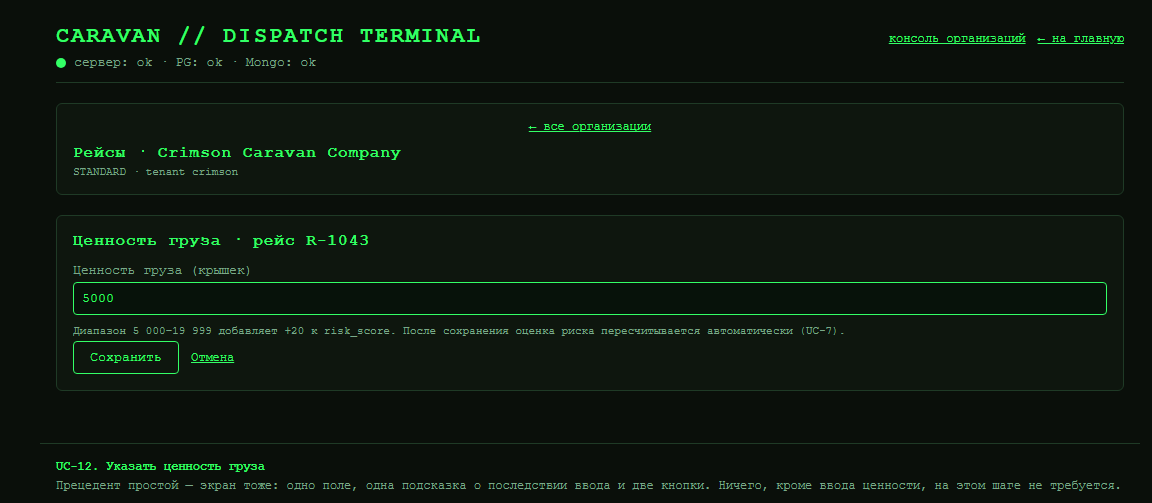 CARAVAN // DISPATCH TERMINAL
консоль организаций ← на главную
сервер: ok · PG: ok · Mongo: ok
← все организации
Рейсы · Crimson Caravan Company
STANDARD · tenant crimson
Ценность груза · рейс R-1043
Ценность груза (крышек)
5000
Диапазон 5 000–19 999 добавляет +20 к risk_score. После сохранения оценка риска пересчитывается автоматически (UC-7).
Сохранить Отмена
UC-12. Указать ценность груза
Прецедент простой — экран тоже: одно поле, одна подсказка о последствии ввода и две кнопки. Ничего, кроме ввода ценности, на этом шаге не требуется.